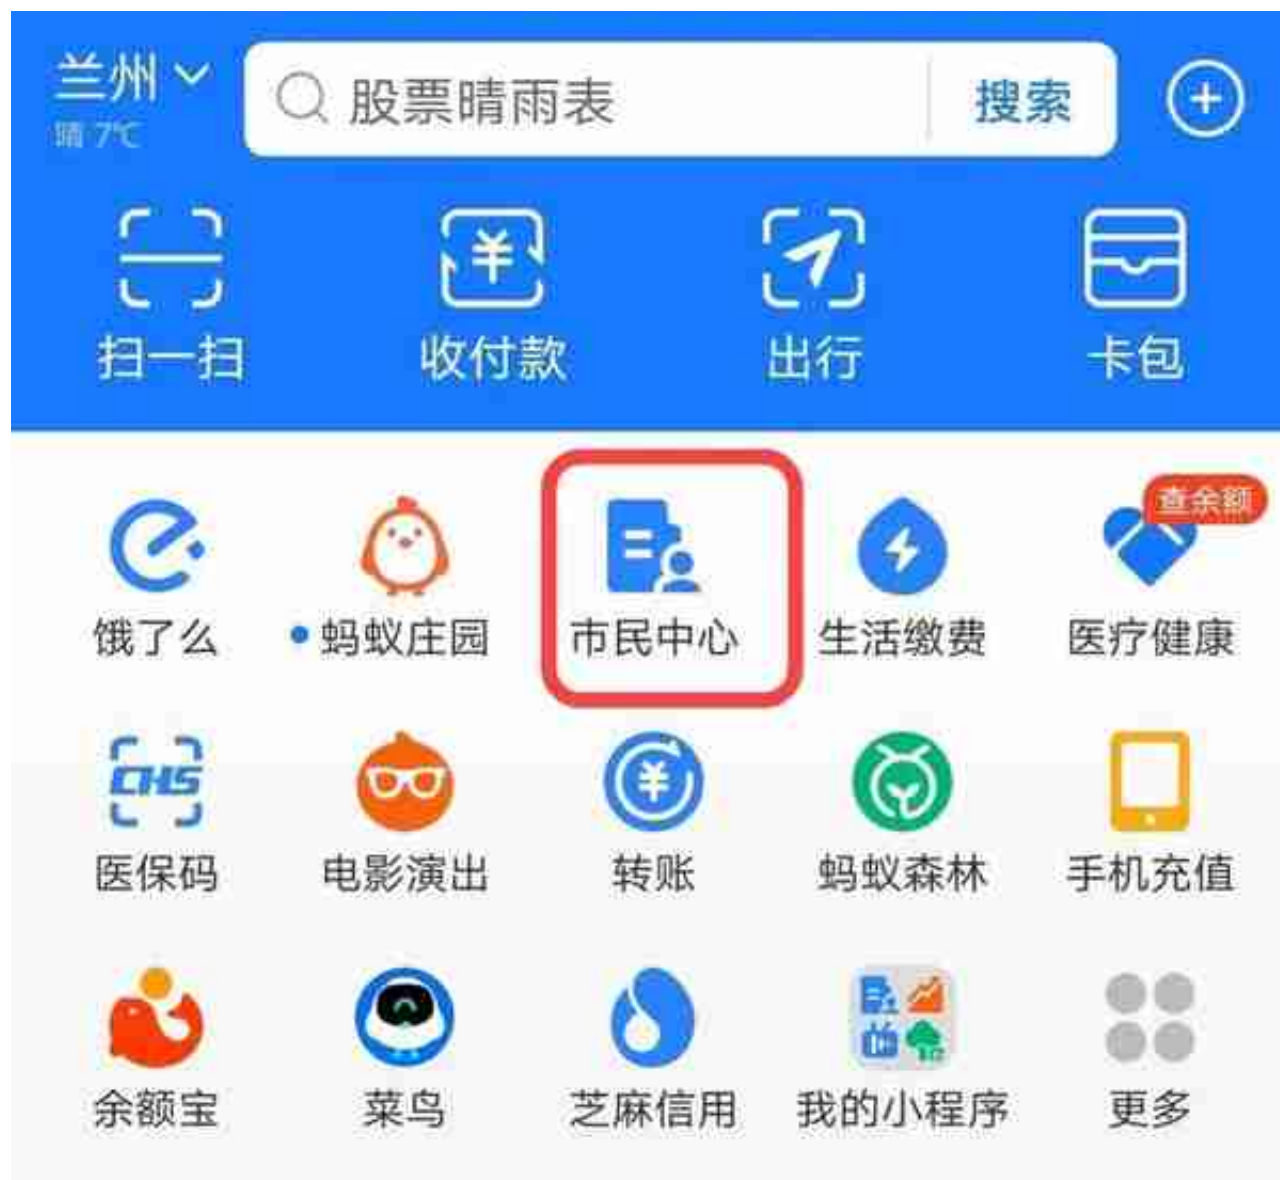 兰州
晴 7℃
股票晴雨表
搜索
扫一扫
收付款
出行
卡包
查余额
饿了么
蚂蚁庄园
市民中心
生活缴费
医疗健康
CHS
医保码
电影演出
转账
蚂蚁森林
手机充值
余额宝
菜鸟
芝麻信用
我的小程序
更多